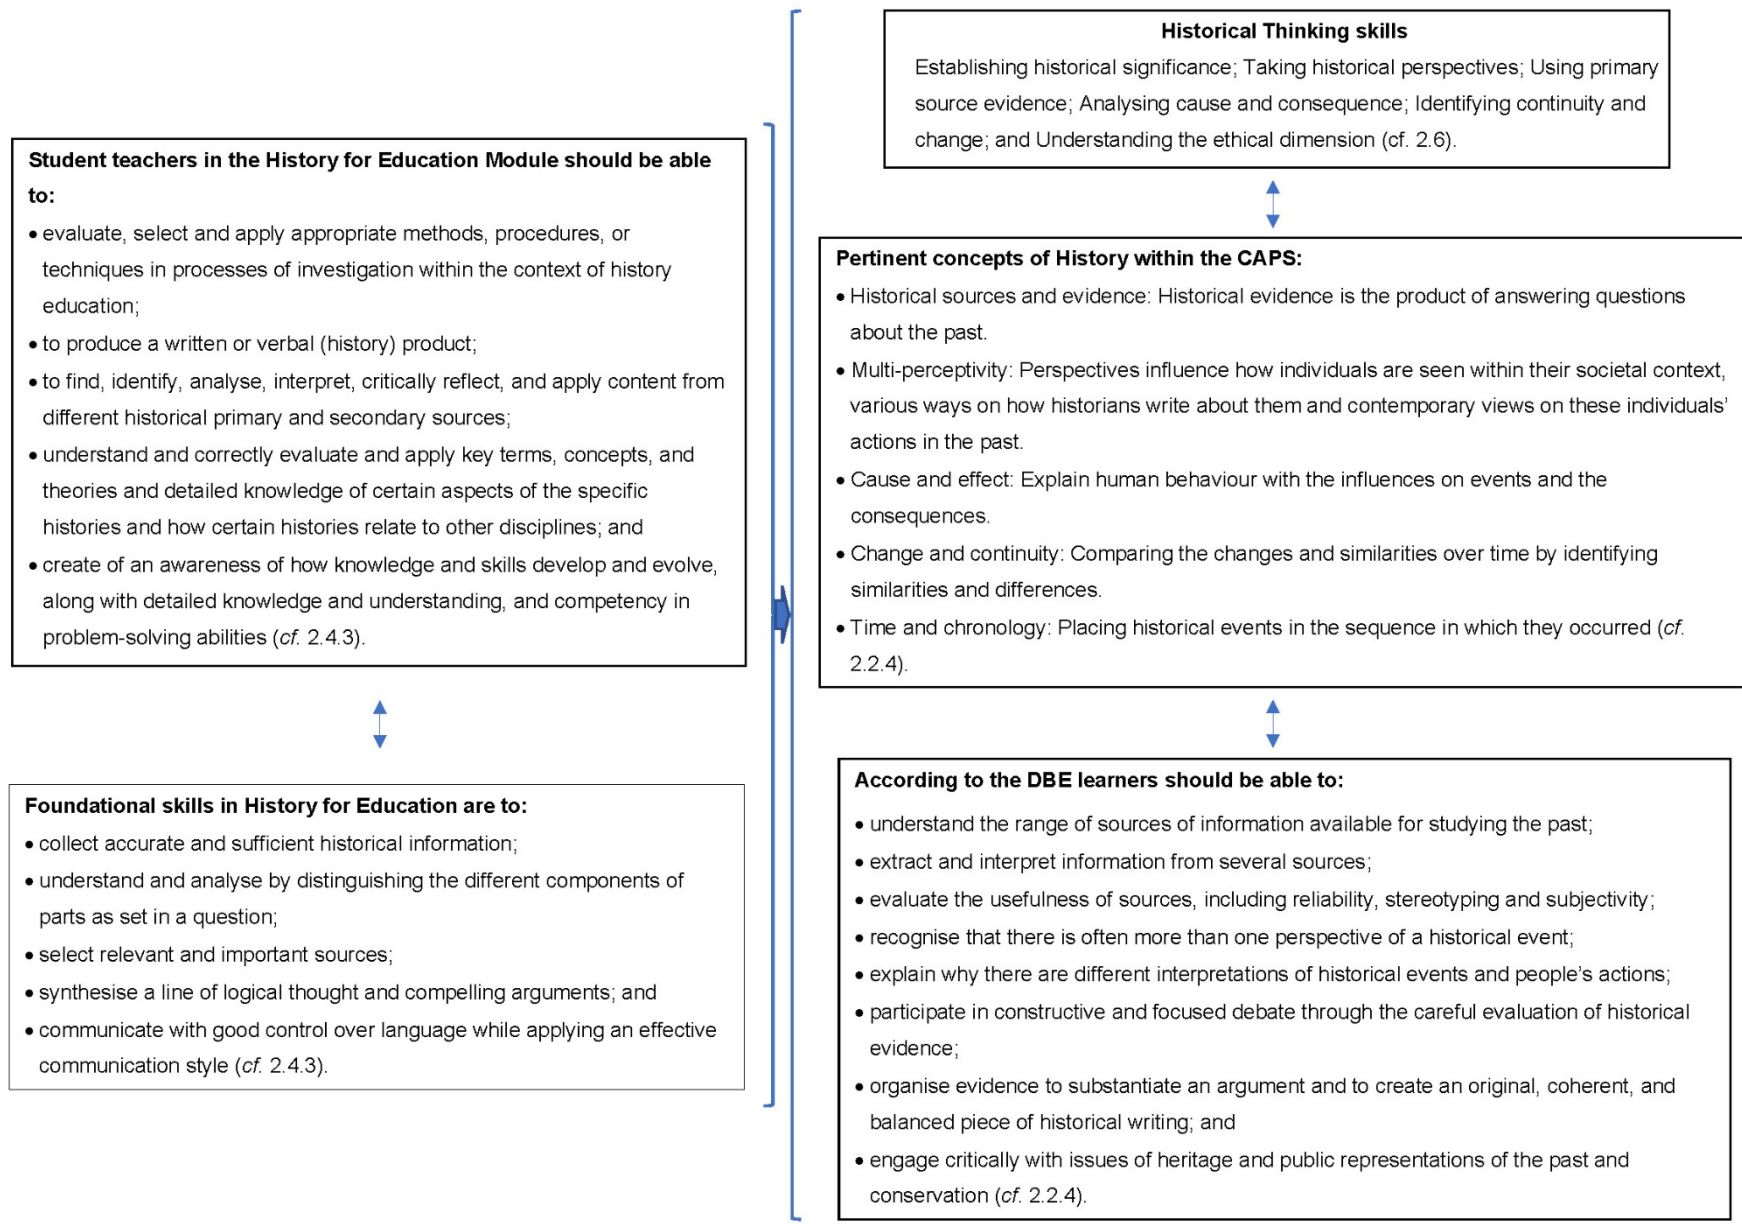 Student teachers in the History for Education Module should be able
to:
• evaluate, select and apply appropriate methods, procedures, or
techniques in processes of investigation within the context of history
education;
• to produce a written or verbal (history) product;
• to find, identify, analyse, interpret, critically reflect, and apply content from
different historical primary and secondary sources;
• understand and correctly evaluate and apply key terms, concepts, and
theories and detailed knowledge of certain aspects of the specific
histories and how certain histories relate to other disciplines; and
• create of an awareness of how knowledge and skills develop and evolve,
along with detailed knowledge and understanding, and competency in
problem-solving abilities (cf. 2.4.3).
Foundational skills in History for Education are to:
• collect accurate and sufficient historical information;
• understand and analyse by distinguishing the different components of
parts as set in a question;
• select relevant and important sources;
• synthesise a line of logical thought and compelling arguments; and
• communicate with good control over language while applying an effective
communication style (cf. 2.4.3).
Historical Thinking skills
Establishing historical significance; Taking historical perspectives; Using primary
source evidence; Analysing cause and consequence; Identifying continuity and
change; and Understanding the ethical dimension (cf. 2.6).
Pertinent concepts of History within the CAPS:
• Historical sources and evidence: Historical evidence is the product of answering questions
about the past.
• Multi-perceptivity: Perspectives influence how individuals are seen within their societal context,
various ways on how historians write about them and contemporary views on these individuals'
actions in the past.
• Cause and effect: Explain human behaviour with the influences on events and the
consequences.
• Change and continuity: Comparing the changes and similarities over time by identifying
similarities and differences.
• Time and chronology: Placing historical events in the sequence in which they occurred (cf.
2.2.4).
According to the DBE learners should be able to:
• understand the range of sources of information available for studying the past;
• extract and interpret information from several sources;
• evaluate the usefulness of sources, including reliability, stereotyping and subjectivity;
• recognise that there is often more than one perspective of a historical event;
• explain why there are different interpretations of historical events and people's actions;
• participate in constructive and focused debate through the careful evaluation of historical
evidence;
• organise evidence to substantiate an argument and to create an original, coherent, and
balanced piece of historical writing; and
• engage critically with issues of heritage and public representations of the past and
conservation (cf. 2.2.4).